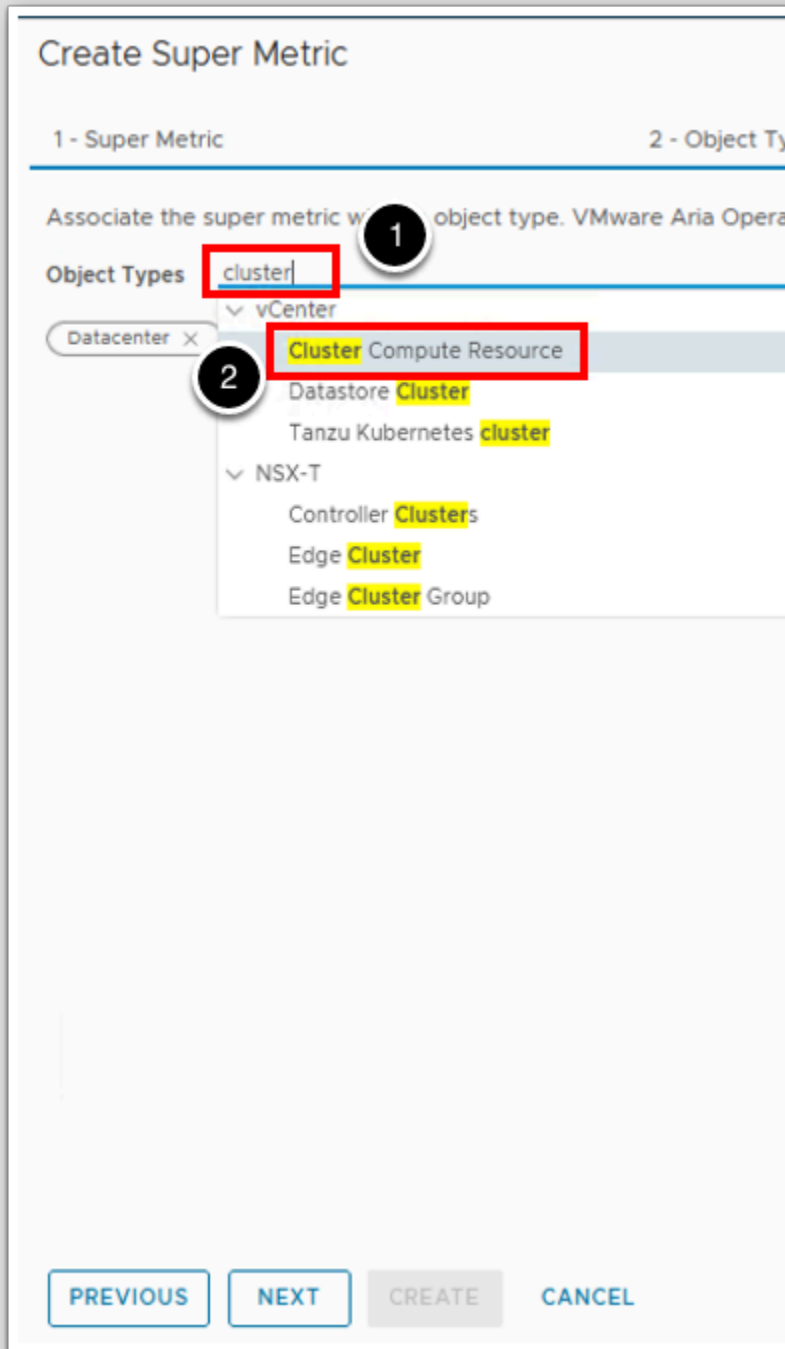 Create Super Metric
1 - Super Metric 2 - Object Ty
Associate the super metric w object type. VMware Aria Opera
1
Object Types cluster
vCenter
Datacenter ×
Cluster Compute Resource
2
Datastore Cluster
Tanzu Kubernetes cluster
NSX-T
Controller Clusters
Edge Cluster
Edge Cluster Group
PREVIOUS NEXT CREATE CANCEL